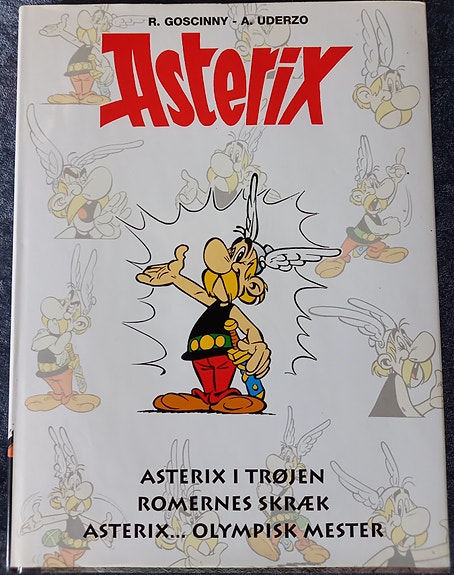 R. GOSCINNY - A. UDERZO
Asterix
ASTERIX I TRØJEN
ROMERNES SKRÆK
ASTERIX... OLYMPISK MESTER